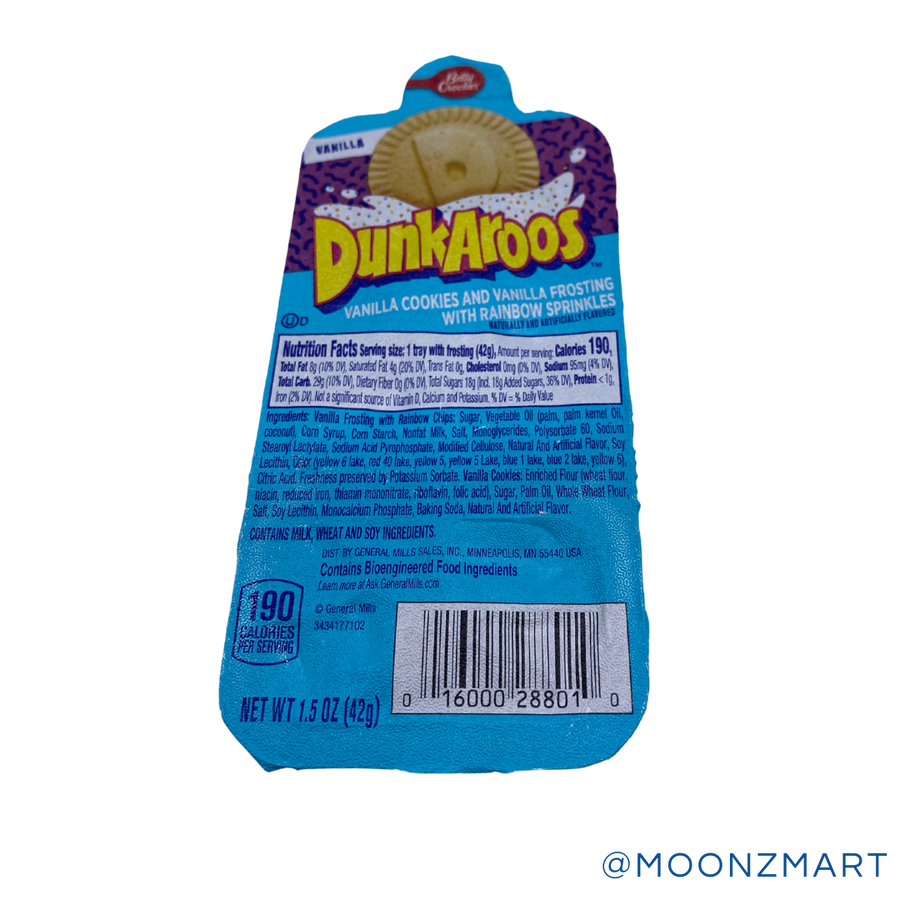 Betty
Crocker
VANILLA
DUNKAROOS™
VANILLA COOKIES AND VANILLA FROSTING
WITH RAINBOW SPRINKLES
NATURALLY AND ARTIFICIALLY FLAVORED
U D
Nutrition Facts Serving size: 1 tray with frosting (42g), Amount per serving: Calories 190,
Total Fat 8g (10% DV), Saturated Fat 4g (20% DV), Trans Fat 0g, Cholesterol 0mg (0% DV), Sodium 95mg (4% DV),
Total Carb. 29g (10% DV), Dietary Fiber 0g (0% DV), Total Sugars 18g (Incl. 18g Added Sugars, 36% DV), Protein < 1g,
Iron (2% DV). Not a significant source of Vitamin D, Calcium and Potassium. % DV = % Daily Value
Ingredients: Vanilla Frosting with Rainbow Chips: Sugar, Vegetable Oil (palm, palm kernel Oil,
coconut), Corn Syrup, Corn Starch, Nonfat Milk, Salt, Monoglycerides, Polysorbate 60, Sodium
Stearoyl Lactylate, Sodium Acid Pyrophosphate, Modified Cellulose, Natural And Artificial Flavor, Soy
Lecithin, Color (yellow 6 lake, red 40 lake, yellow 5, yellow 5 Lake, blue 1 lake, blue 2 lake, yellow 6),
Citric Acid. Freshness preserved by Potassium Sorbate. Vanilla Cookies: Enriched Flour (wheat flour,
niacin, reduced iron, thiamin mononitrate, riboflavin, folic acid), Sugar, Palm Oil, Whole Wheat Flour,
Salt, Soy Lecithin, Monocalcium Phosphate, Baking Soda, Natural And Artificial Flavor.
CONTAINS MILK, WHEAT AND SOY INGREDIENTS.
DIST BY GENERAL MILLS SALES, INC., MINNEAPOLIS, MN 55440 USA
Contains Bioengineered Food Ingredients
Learn more at Ask.GeneralMills.com
© General Mills
3434177102
190
CALORIES
PER SERVING
NET WT 1.5 OZ (42g)
0 16000 28801 0
@MOONZMART